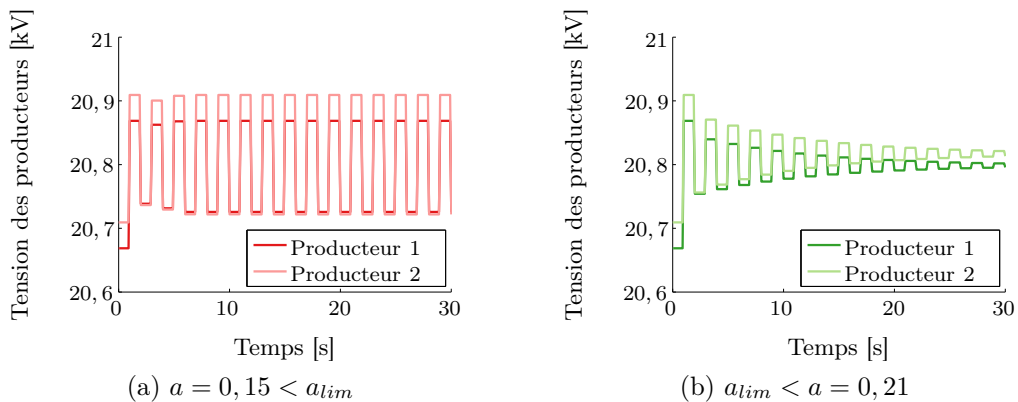 Tension des producteurs [kV]
21
20, 9
20, 8
20, 7
20, 6
0
10
20
30
Producteur 1
Producteur 2
Temps [s]
(a) a = 0, 15 < a_lim
Tension des producteurs [kV]
21
20, 9
20, 8
20, 7
20, 6
0
10
20
30
Producteur 1
Producteur 2
Temps [s]
(b) a_lim < a = 0, 21